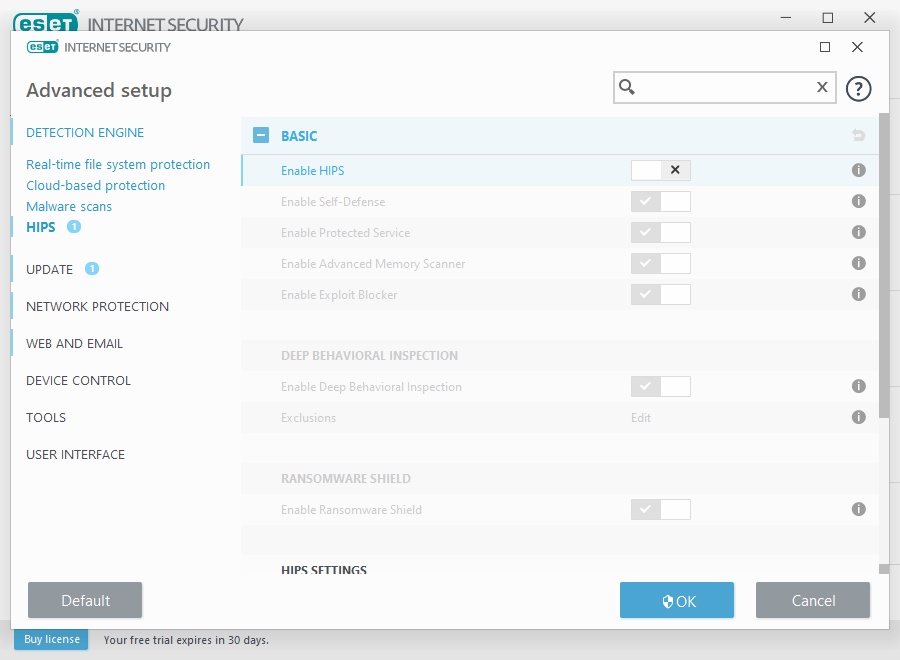 eseT INTERNET SECURITY
eseT INTERNET SECURITY
Advanced setup
X
?
DETECTION ENGINE
Real-time file system protection
Cloud-based protection
Malware scans
HIPS 1
UPDATE 1
NETWORK PROTECTION
WEB AND EMAIL
DEVICE CONTROL
TOOLS
USER INTERFACE
BASIC
Enable HIPS
Enable Self-Defense
Enable Protected Service
Enable Advanced Memory Scanner
Enable Exploit Blocker
DEEP BEHAVIORAL INSPECTION
Enable Deep Behavioral Inspection
Exclusions Edit
RANSOMWARE SHIELD
Enable Ransomware Shield
HIPS SETTINGS
Default
OK
Cancel
Buy license
Your free trial expires in 30 days.